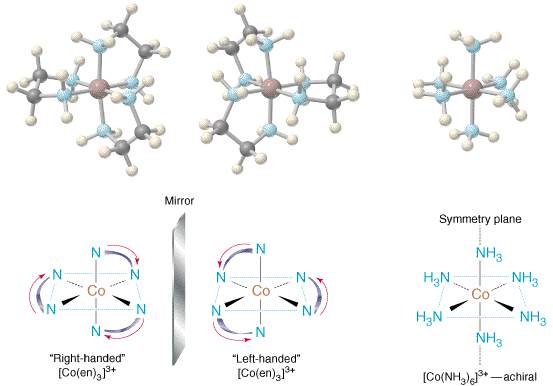 Mirror
N
N
N
Co
N
N
N
"Right-handed"
[Co(en)₃]³⁺
N
N
N
Co
N
N
N
"Left-handed"
[Co(en)₃]³⁺
Symmetry plane
NH₃
H₃N
NH₃
Co
H₃N
NH₃
NH₃
[Co(NH₃)₆]³⁺—achiral